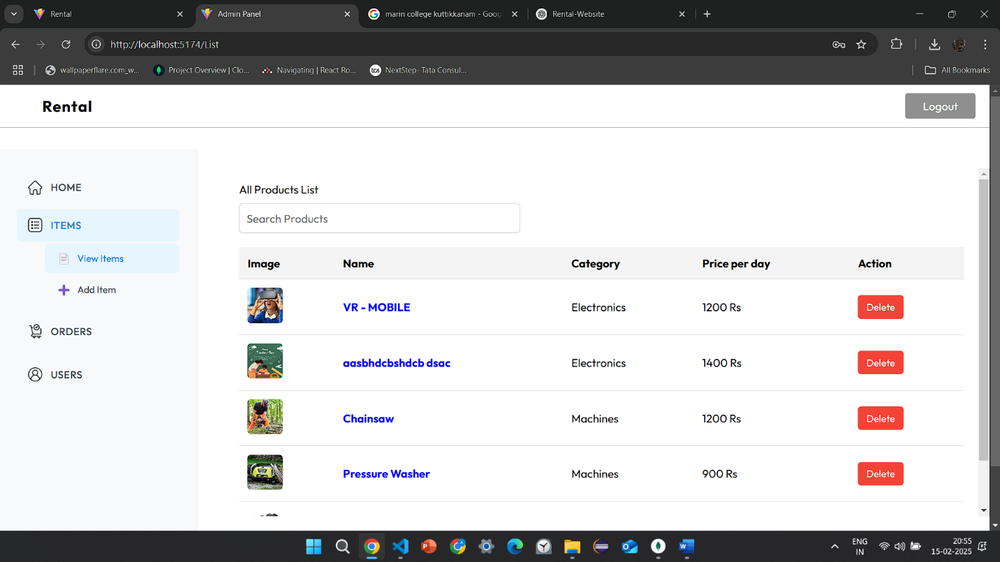 Rental
Admin Panel
marin college kuttikkanam - Goog
Rental-Website
http://localhost:5174/List
wallpaperflare.com_w...
Project Overview | Clo...
Navigating | React Ro...
tcs
NextStep- Tata Consul...
All Bookmarks
Rental
Logout
HOME
ITEMS
View Items
Add Item
ORDERS
USERS
All Products List
Search Products
Image Name Category Price per day Action
VR - MOBILE Electronics 1200 Rs Delete
aasbhdcbshdcb dsac Electronics 1400 Rs Delete
Chainsaw Machines 1200 Rs Delete
Pressure Washer Machines 900 Rs Delete
ENG
IN
20:55
15-02-2025